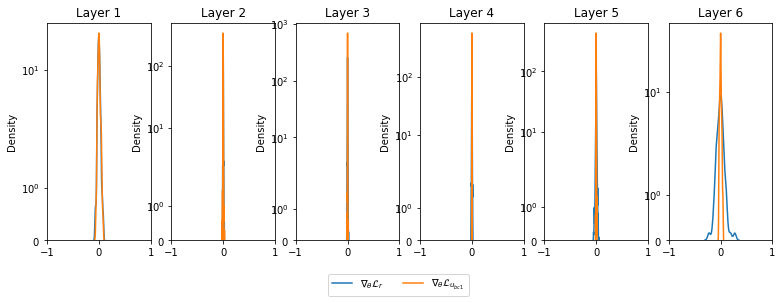 Layer 1 Layer 2 Layer 3 Layer 4 Layer 5 Layer 6
10³
10¹ 10² 10² 10² 10² 10¹
10¹ 10¹ 10¹ 10¹
10⁰ 10⁰ 10⁰ 10⁰ 10⁰ 10⁰
0 0 0 0 0 0
Density Density Density Density Density Density
−1 0 1 −1 0 1 −1 0 1 −1 0 1 −1 0 1 −1 0 1
∇θℒr ∇θℒu_bc1